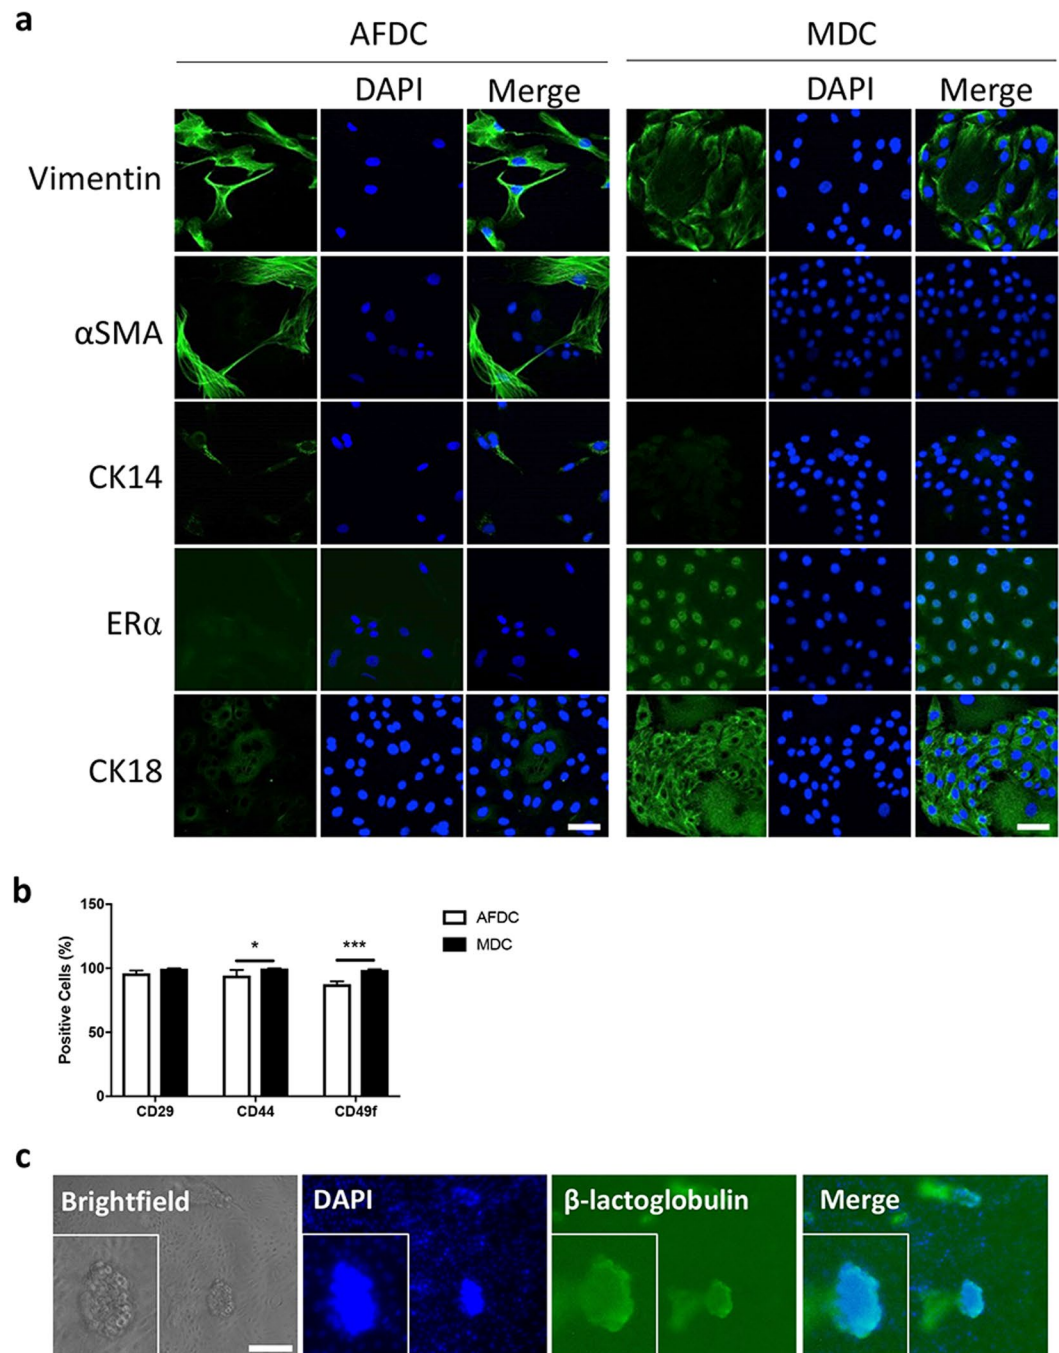 a
AFDC MDC
DAPI Merge DAPI Merge
Vimentin
αSMA
CK14
ERα
CK18
b
150
100
50
0
Positive Cells (%)
* ***
AFDC
MDC
CD29 CD44 CD49f
c
Brightfield DAPI β-lactoglobulin Merge